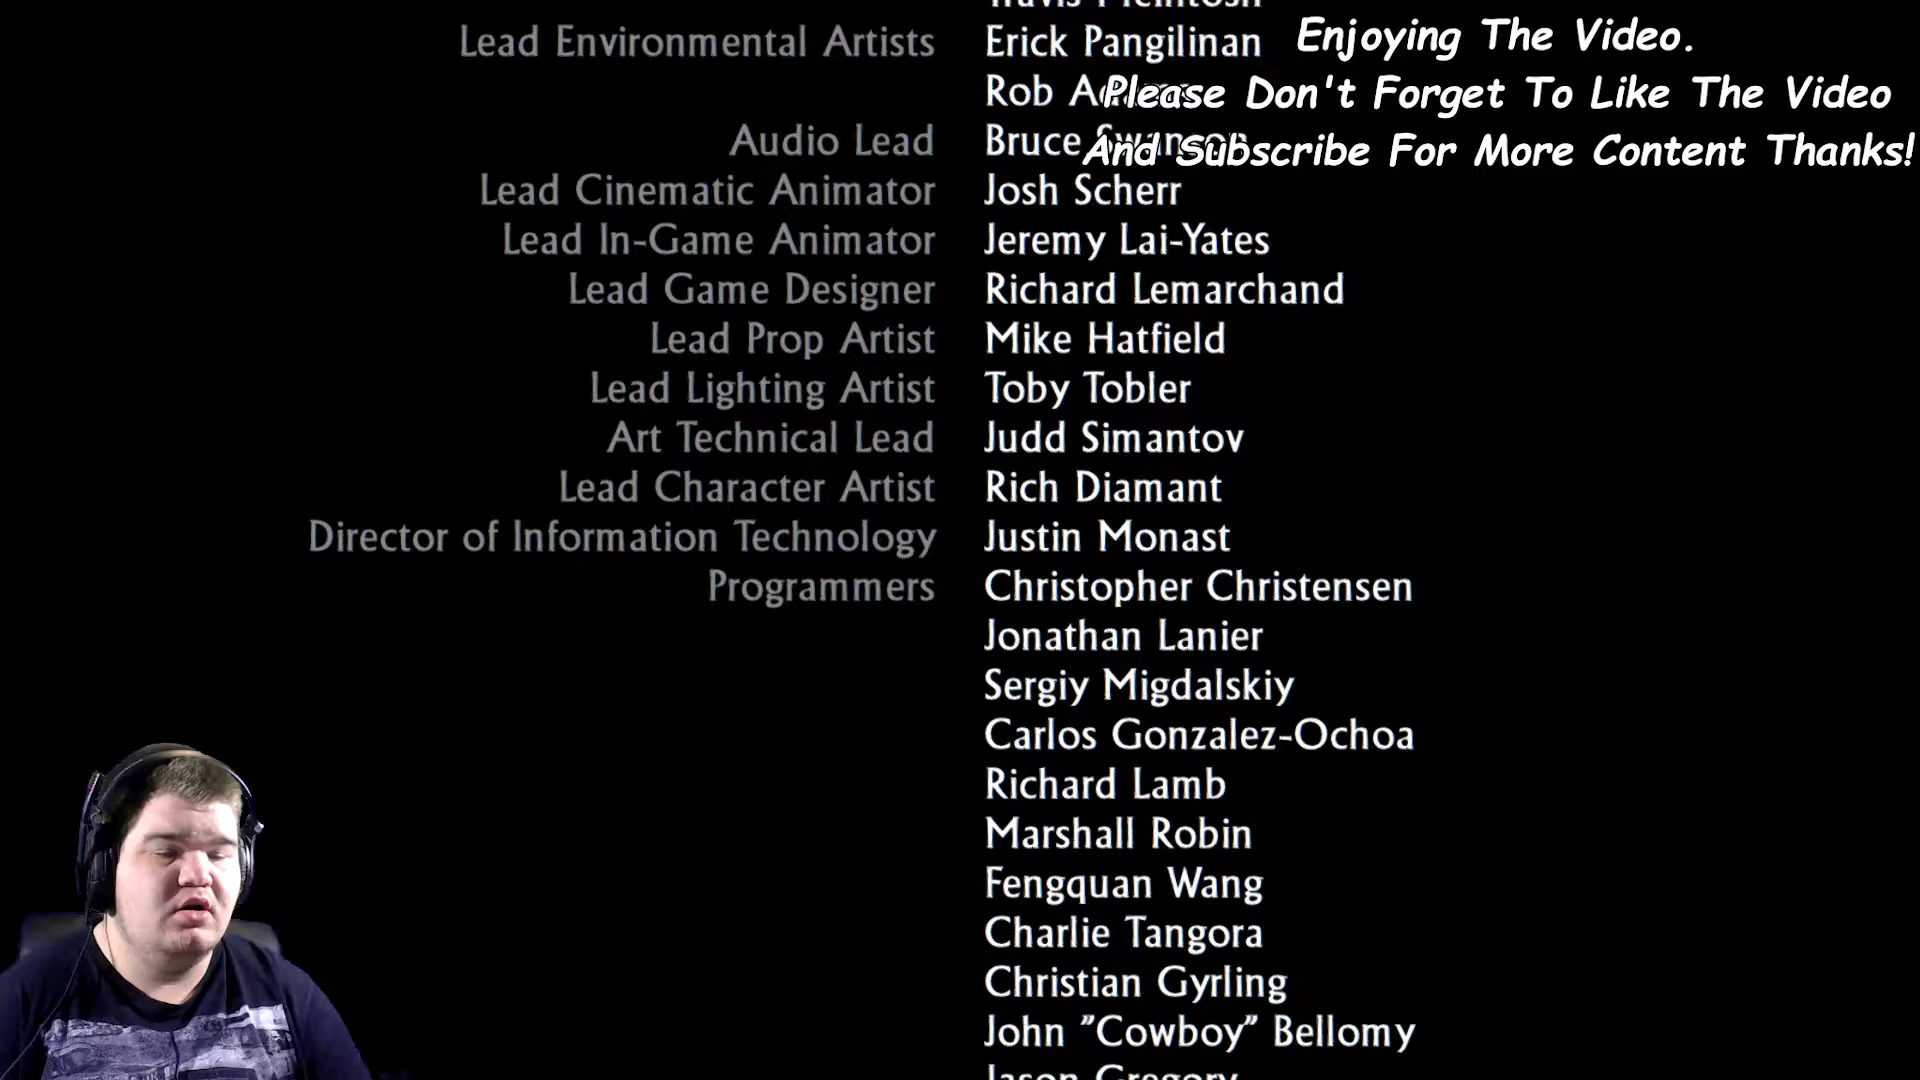 Lead Environmental Artists Erick Pangilinan
Enjoying The Video.
Rob
Please Don't Forget To Like The Video
Audio Lead Bruce
And Subscribe For More Content Thanks!
Lead Cinematic Animator Josh Scherr
Lead In-Game Animator Jeremy Lai-Yates
Lead Game Designer Richard Lemarchand
Lead Prop Artist Mike Hatfield
Lead Lighting Artist Toby Tobler
Art Technical Lead Judd Simantov
Lead Character Artist Rich Diamant
Director of Information Technology Justin Monast
Programmers Christopher Christensen
Jonathan Lanier
Sergiy Migdalskiy
Carlos Gonzalez-Ochoa
Richard Lamb
Marshall Robin
Fengquan Wang
Charlie Tangora
Christian Gyrling
John "Cowboy" Bellomy